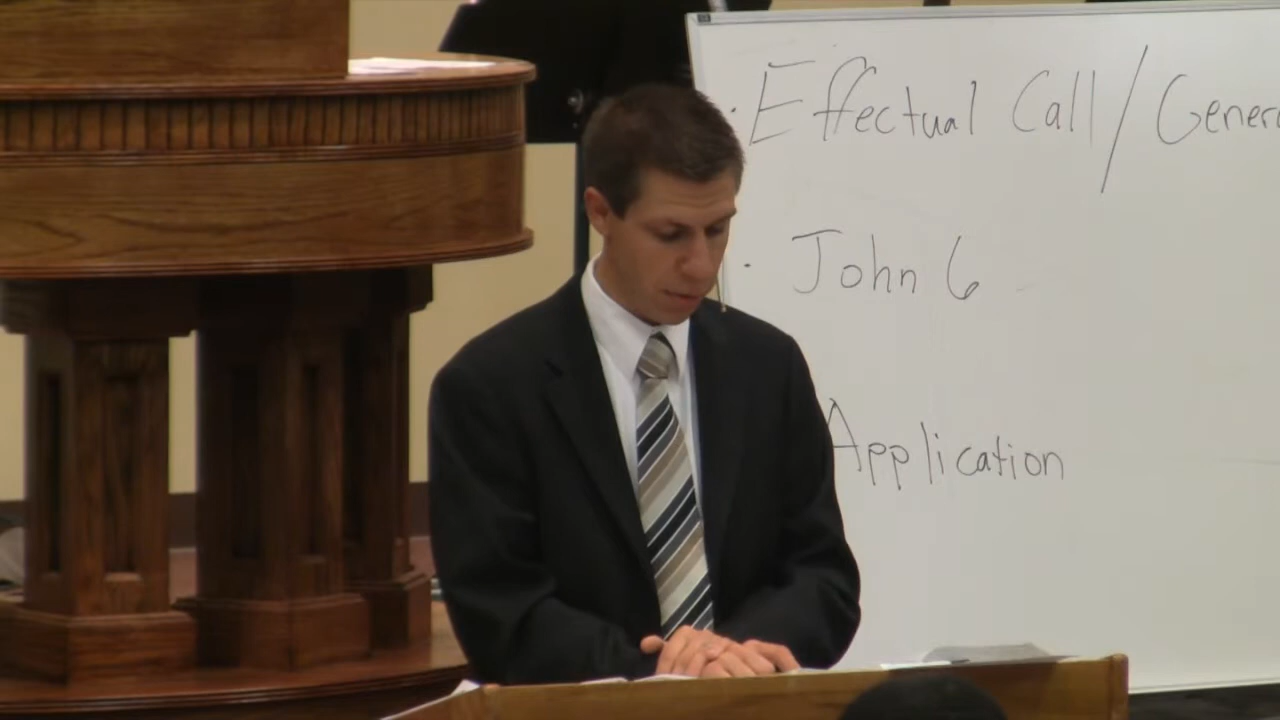 · Effectual Call / Gener
· John 6
Application